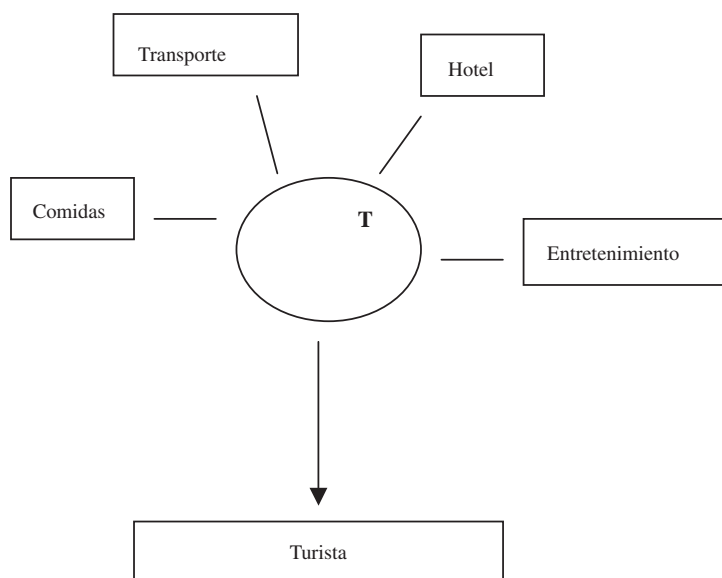 Transporte
Hotel
Comidas
T
Entretenimiento
Turista